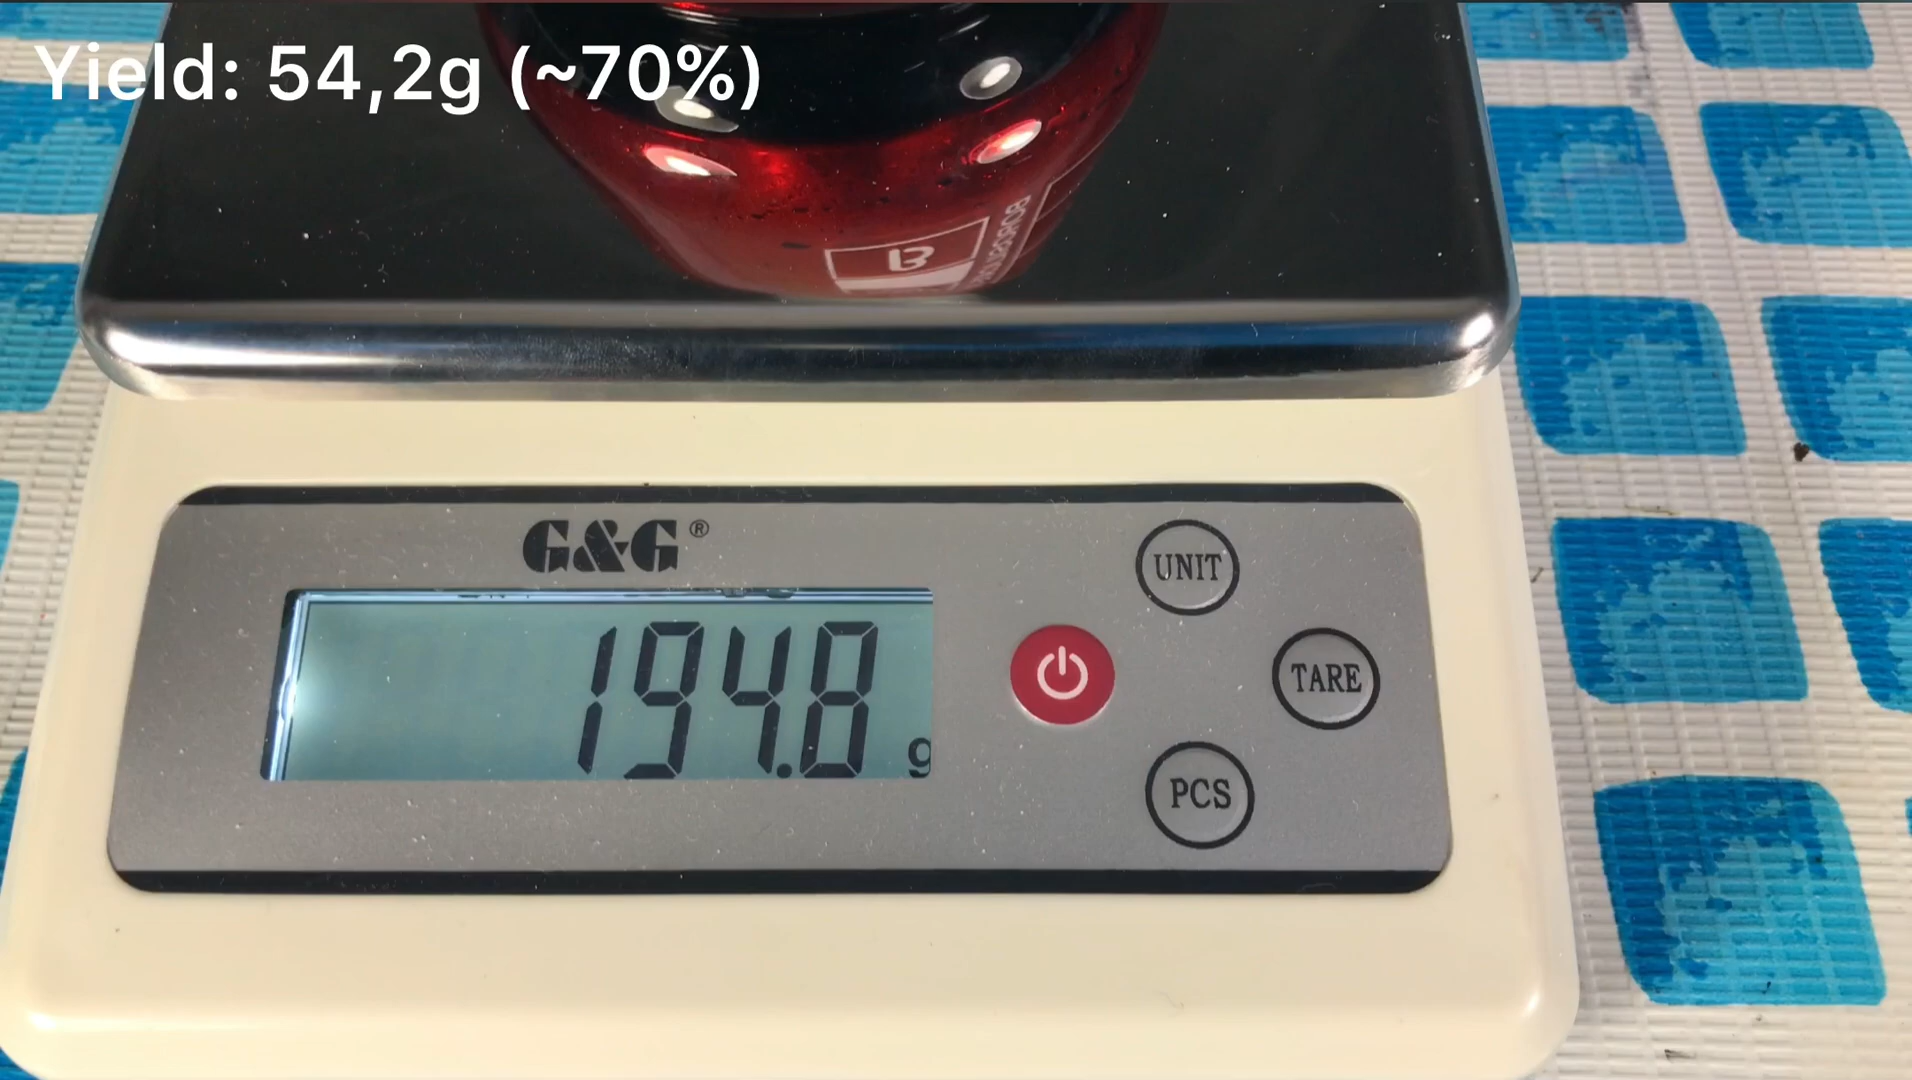 Yield: 54,2g (~70%)
G&G®
UNIT
194.8 g
TARE
PCS